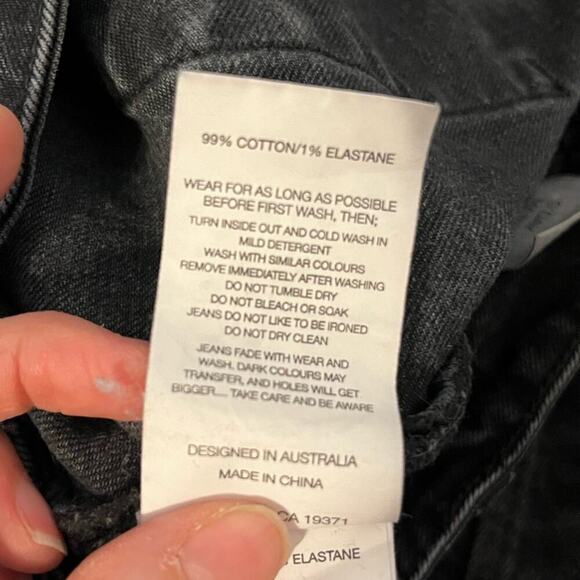 99% COTTON/1% ELASTANE
WEAR FOR AS LONG AS POSSIBLE
BEFORE FIRST WASH, THEN;
TURN INSIDE OUT AND COLD WASH IN
MILD DETERGENT
WASH WITH SIMILAR COLOURS
REMOVE IMMEDIATELY AFTER WASHING
DO NOT TUMBLE DRY
DO NOT BLEACH OR SOAK
JEANS DO NOT LIKE TO BE IRONED
DO NOT DRY CLEAN
JEANS FADE WITH WEAR AND
WASH. DARK COLOURS MAY
TRANSFER, AND HOLES WILL GET
BIGGER.... TAKE CARE AND BE AWARE
DESIGNED IN AUSTRALIA
MADE IN CHINA
CA 19371
ELASTANE